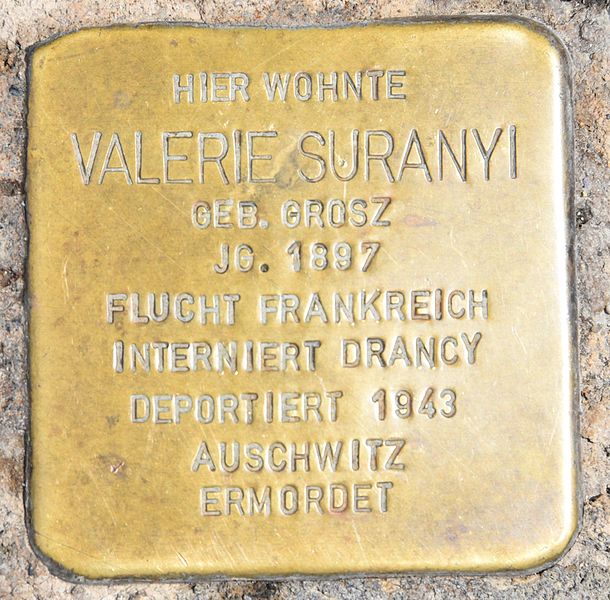 HIER WOHNTE
VALERIE SURANYI
GEB. GROSZ
JG. 1897
FLUCHT FRANKREICH
INTERNIERT DRANCY
DEPORTIERT 1943
AUSCHWITZ
ERMORDET